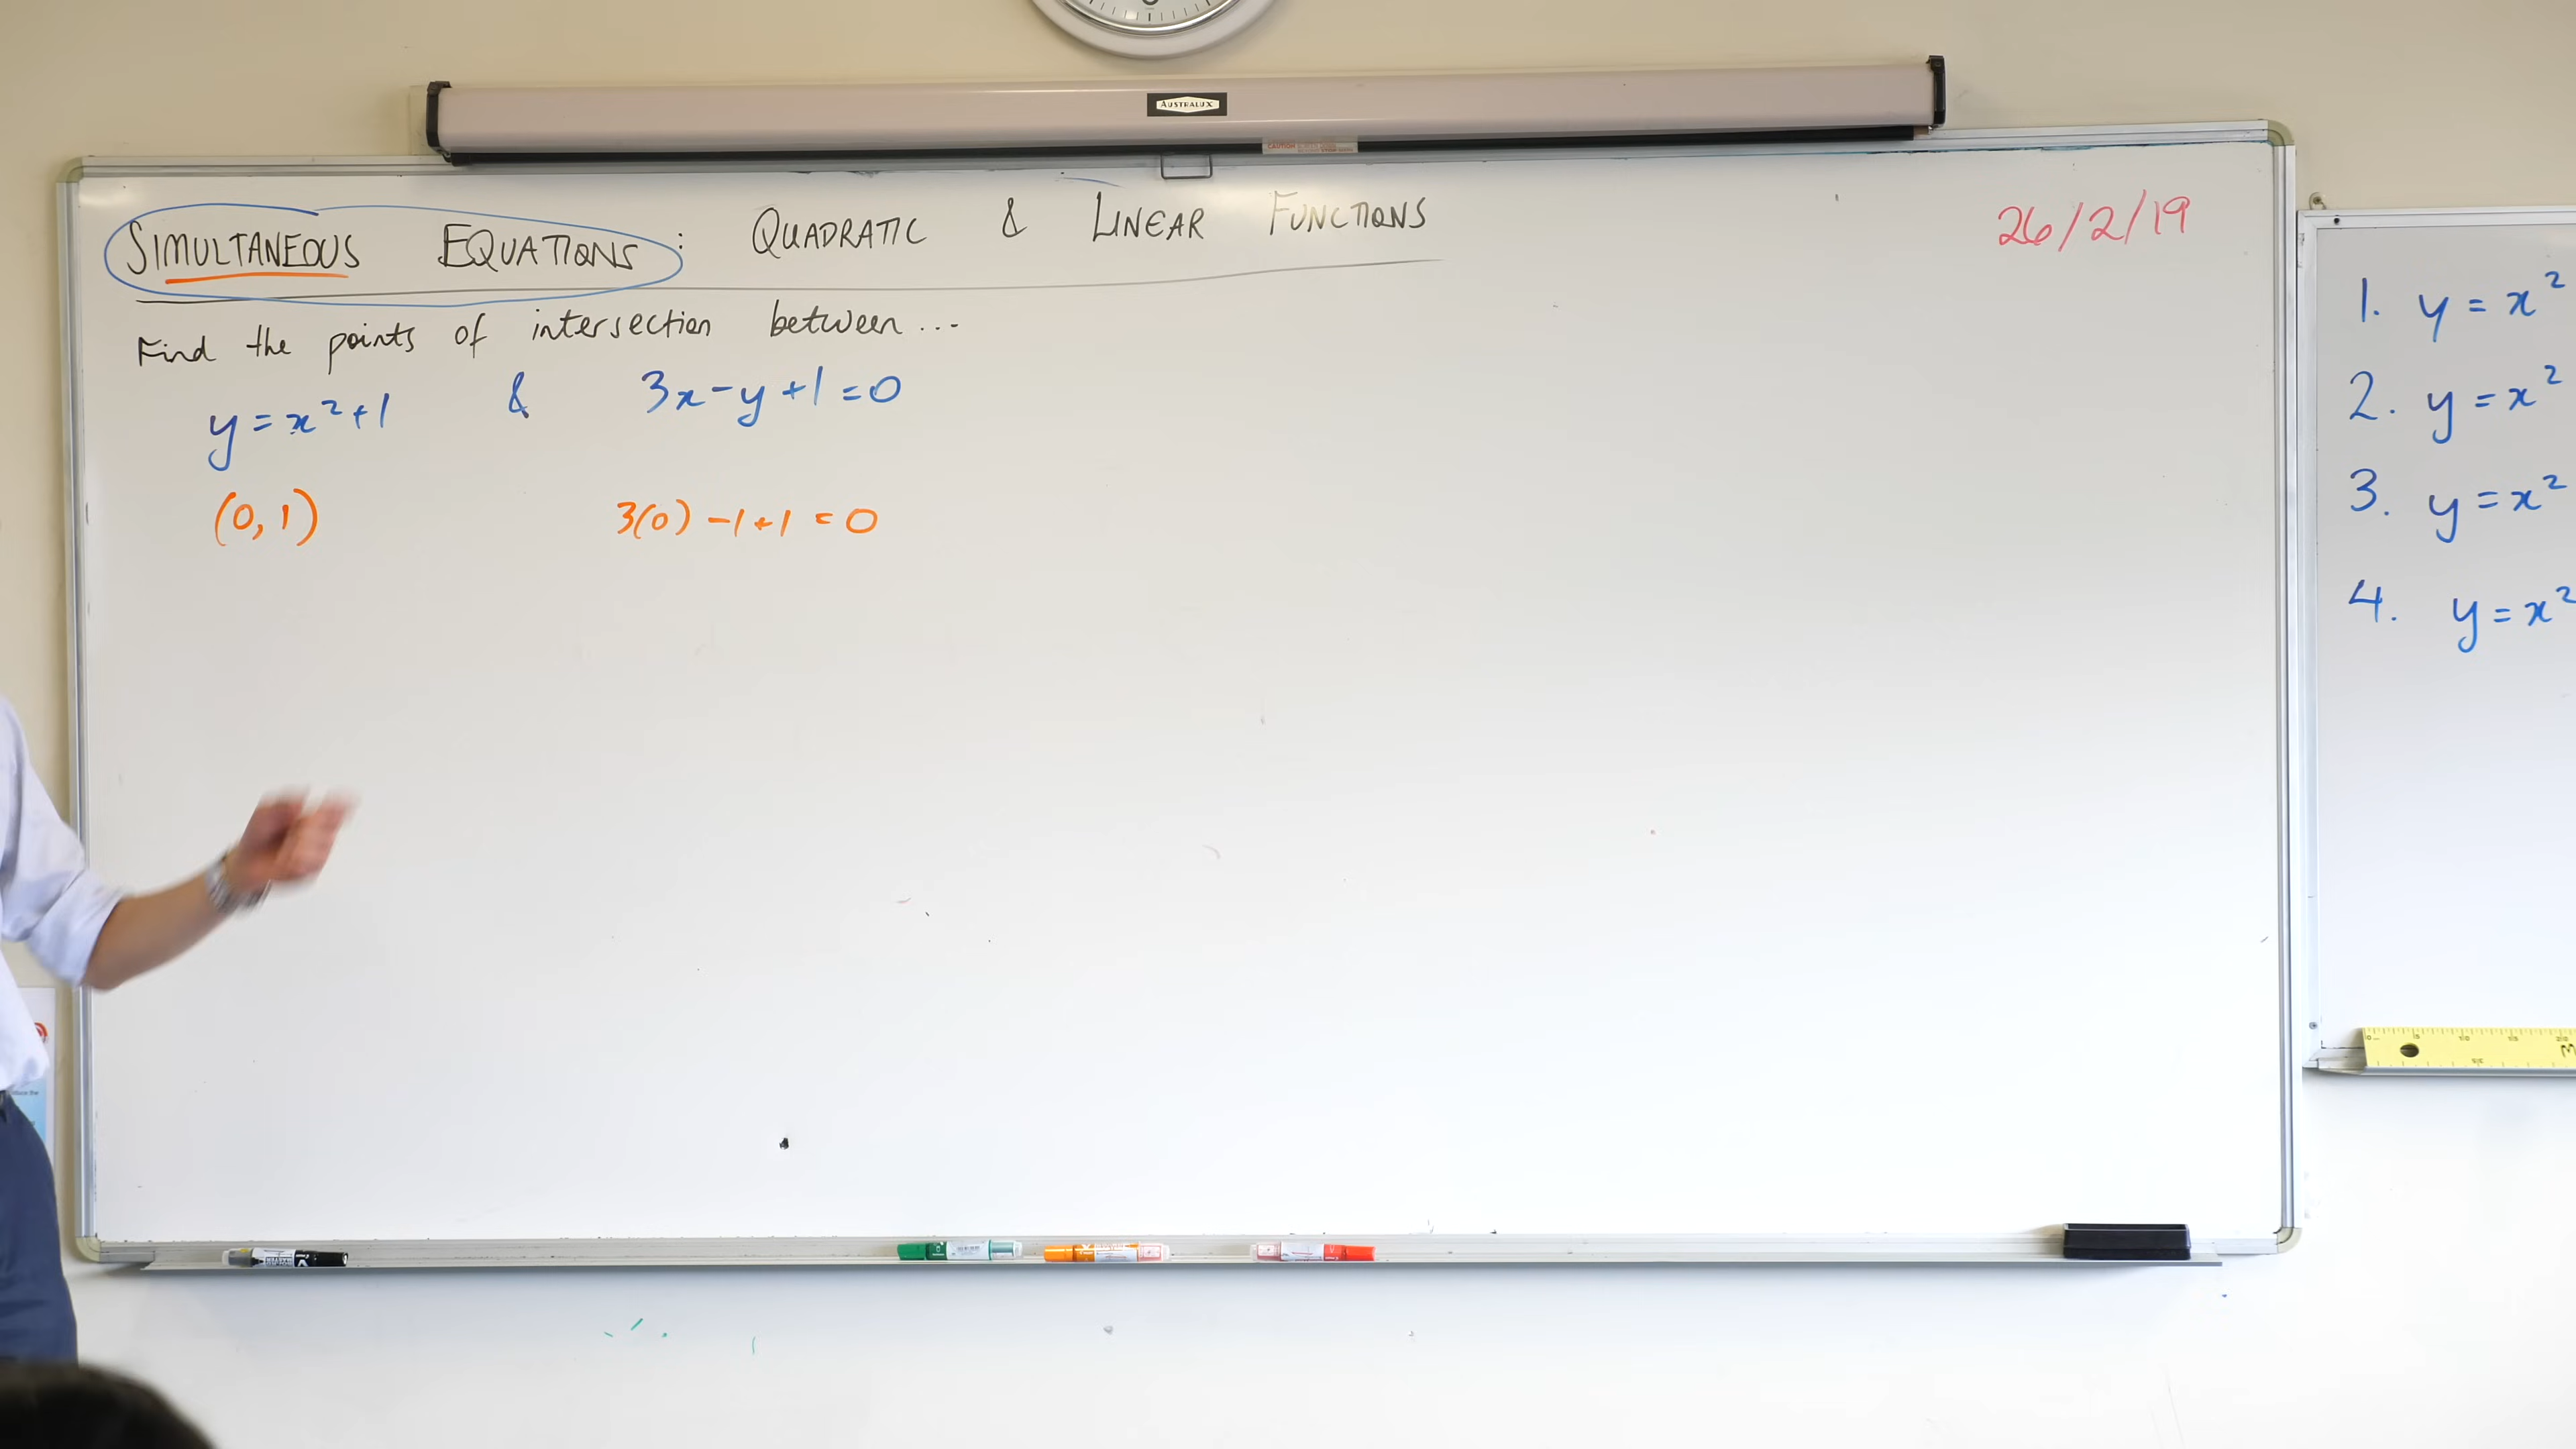 AUSTRALUX
CAUTION
SIMULTANEOUS EQUATIONS: QUADRATIC & LINEAR FUNCTIONS
26/2/19
Find the points of intersection between...
y = x² + 1 & 3x - y + 1 = 0
(0, 1) 3(0) - 1 + 1 = 0
1. y = x²
2. y = x²
3. y = x²
4. y = x²